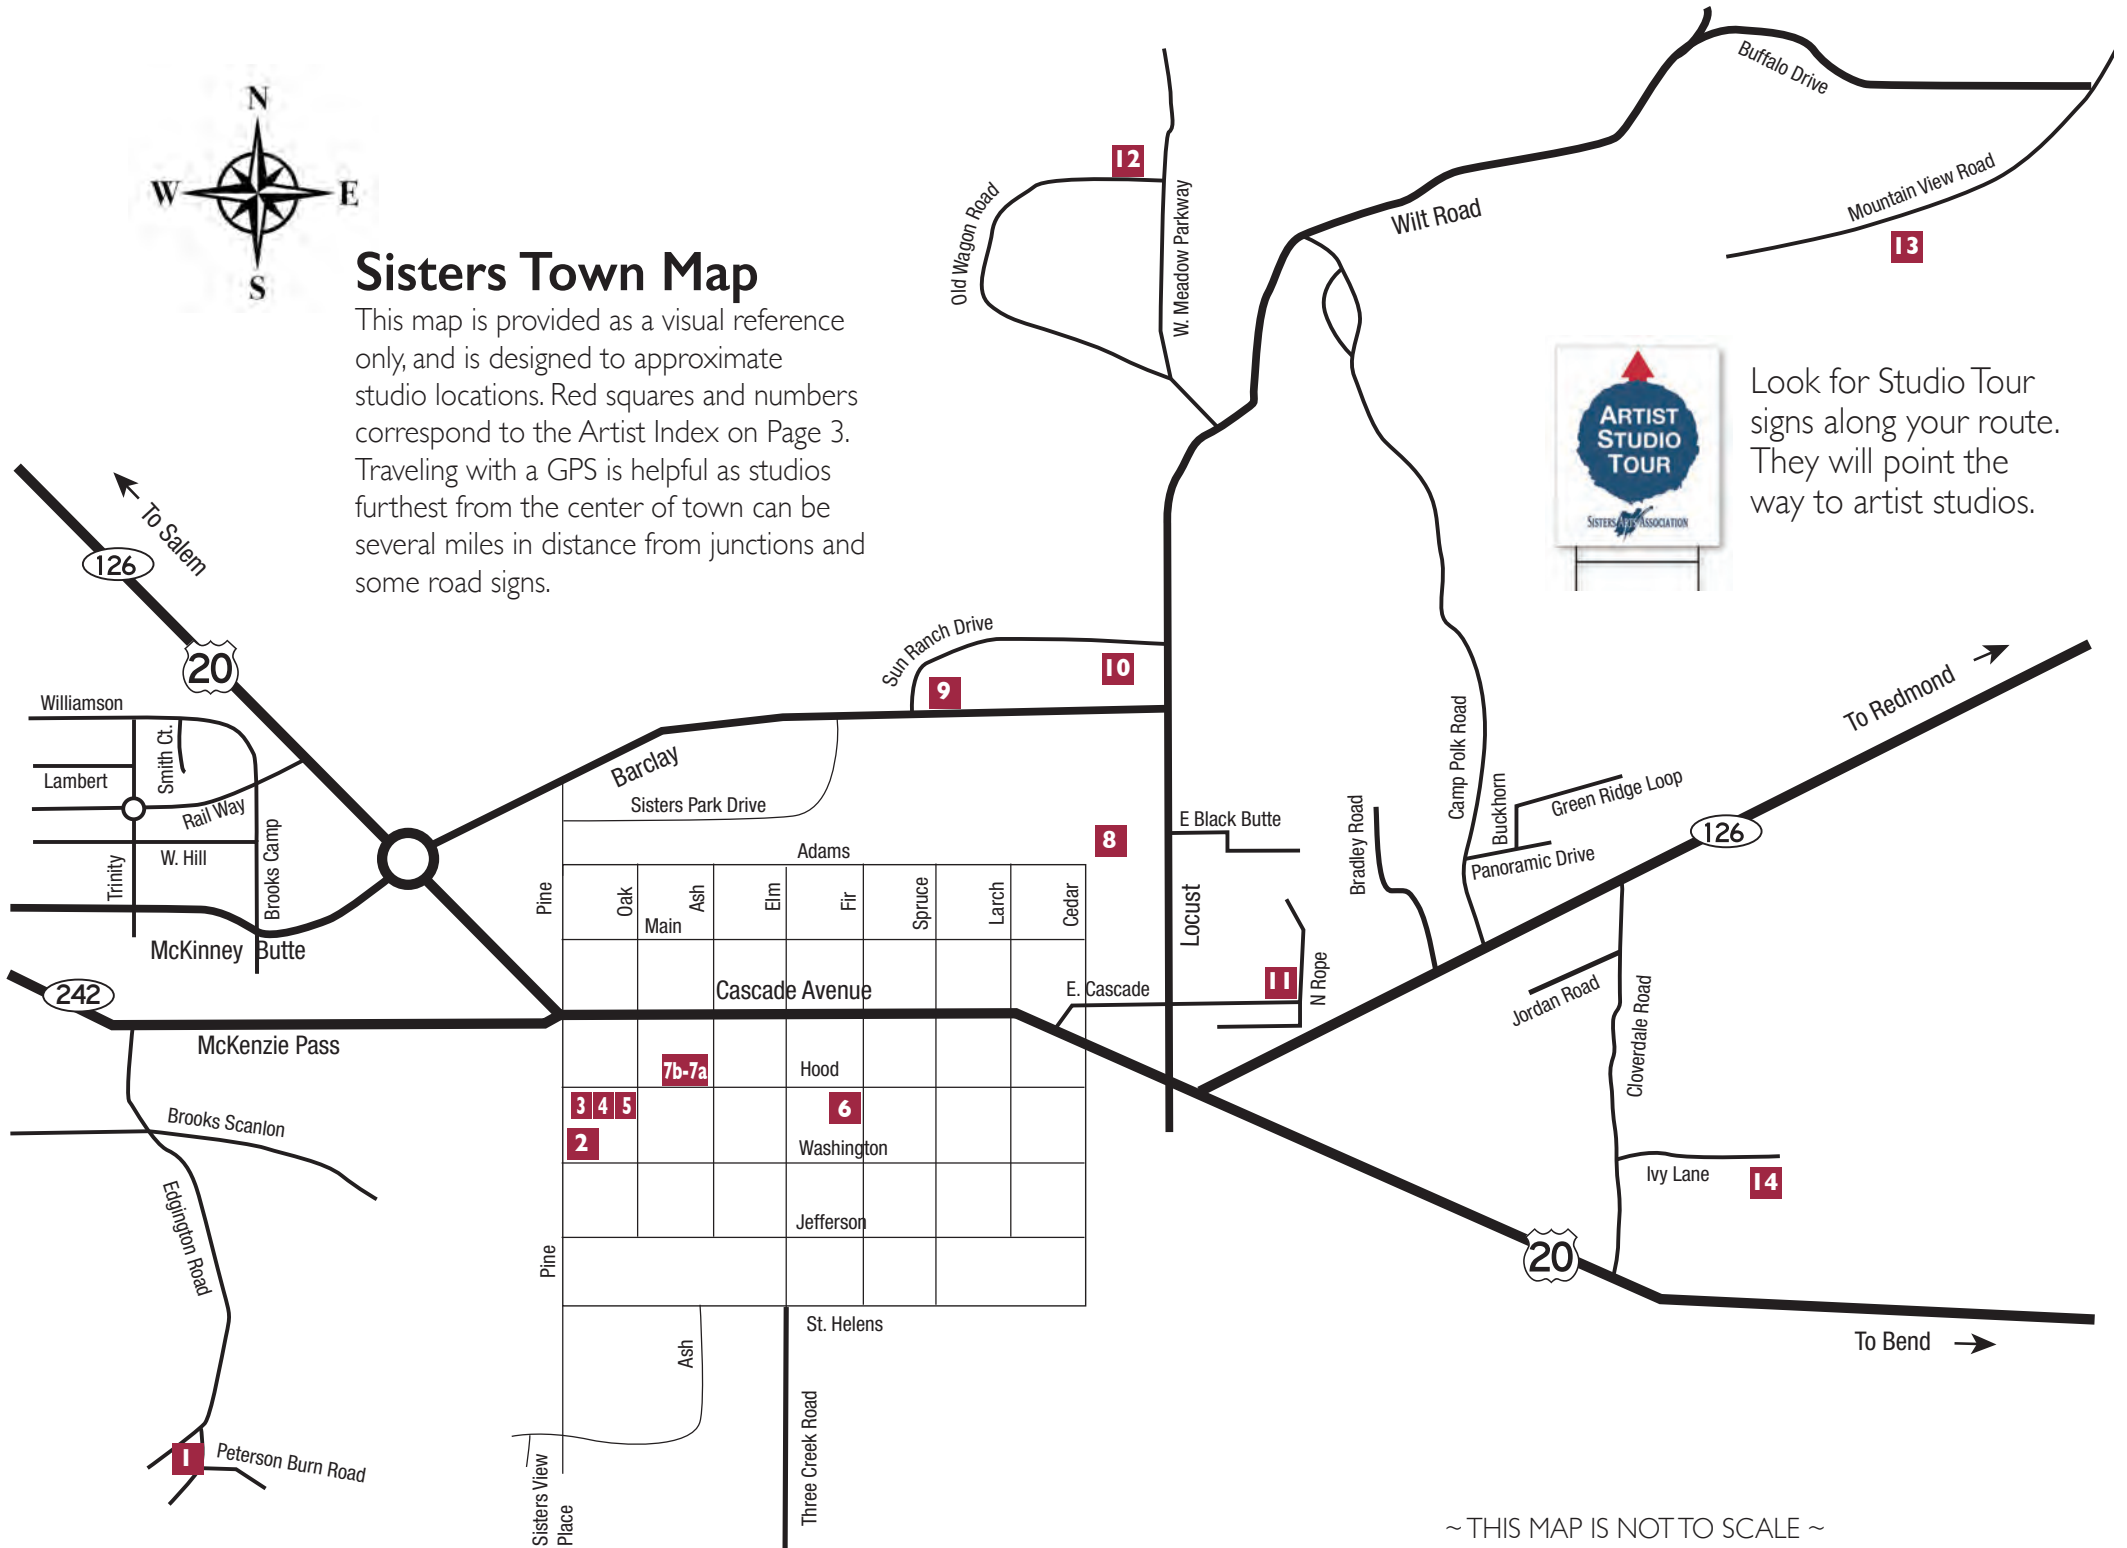 N
W
E
S
Sisters Town Map
This map is provided as a visual reference
only, and is designed to approximate
studio locations. Red squares and numbers
correspond to the Artist Index on Page 3.
Traveling with a GPS is helpful as studios
furthest from the center of town can be
several miles in distance from junctions and
some road signs.
Buffalo Drive
Mountain View Road
13
Wilt Road
12
Old Wagon Road
W. Meadow Parkway
ARTIST
STUDIO
TOUR
SISTERS ARTS ASSOCIATION
Look for Studio Tour
signs along your route.
They will point the
way to artist studios.
To Salem
126
20
Williamson
Smith Ct.
Lambert
Rail Way
W. Hill
Trinity
Brooks Camp
McKinney Butte
242
McKenzie Pass
Brooks Scanlon
Edgington Road
1
Peterson Burn Road
Sun Ranch Drive
9
10
Barclay
Sisters Park Drive
8
Adams
Pine
Oak
Ash
Elm
Fir
Spruce
Larch
Cedar
Main
Cascade Avenue
7b-7a
Hood
3
4
5
6
2
Washington
Jefferson
Pine
St. Helens
Ash
Three Creek Road
Sisters View
Place
E Black Butte
Locust
E. Cascade
11
N Rope
Bradley Road
Camp Polk Road
Buckhorn
Green Ridge Loop
Panoramic Drive
126
To Redmond
Jordan Road
Cloverdale Road
Ivy Lane
14
20
To Bend
~ THIS MAP IS NOT TO SCALE ~